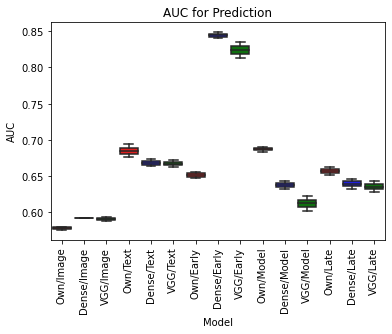 AUC for Prediction
AUC
0.85
0.80
0.75
0.70
0.65
0.60
Own/Image
Dense/Image
VGG/Image
Own/Text
Dense/Text
VGG/Text
Own/Early
Dense/Early
VGG/Early
Own/Model
Dense/Model
VGG/Model
Own/Late
Dense/Late
VGG/Late
Model